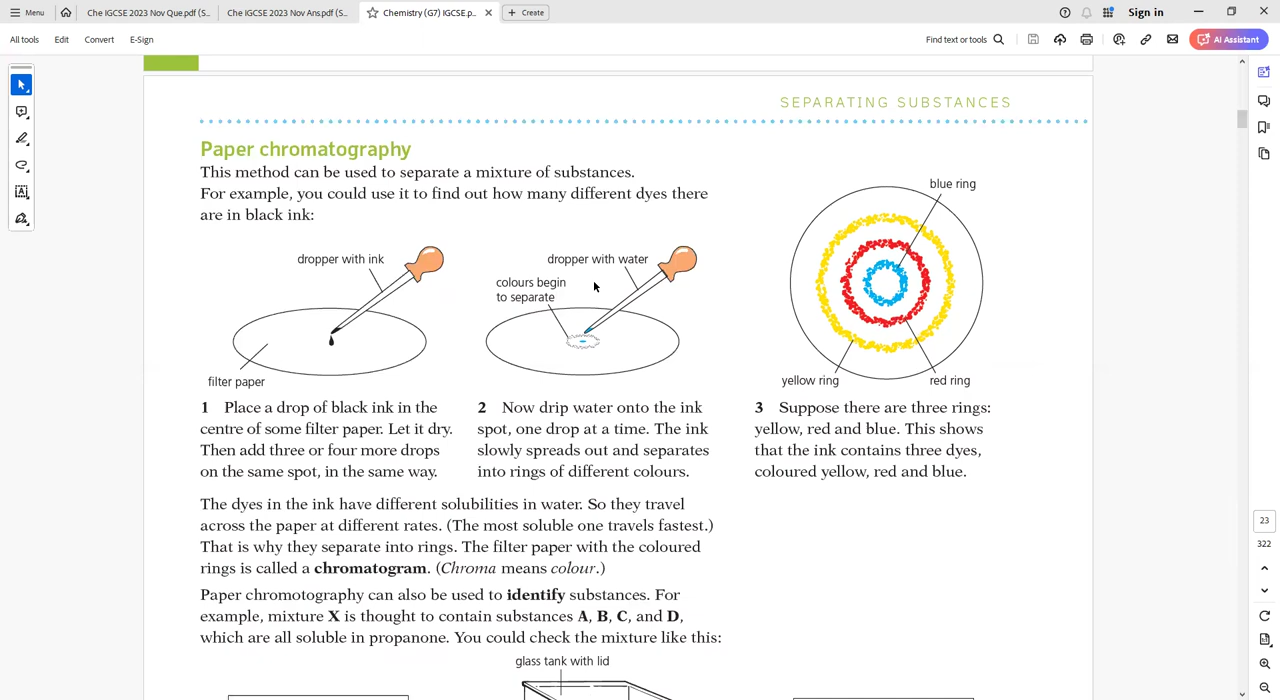 Menu
Che IGCSE 2023 Nov Que.pdf (S...
Che IGCSE 2023 Nov Ans.pdf (S...
Chemistry (G7) IGCSE.p...
+ Create
Sign in
All tools
Edit
Convert
E-Sign
Find text or tools
AI Assistant
SEPARATING SUBSTANCES
Paper chromatography
This method can be used to separate a mixture of substances.
For example, you could use it to find out how many different dyes there
are in black ink:
dropper with ink
filter paper
dropper with water
colours begin
to separate
blue ring
yellow ring
red ring
1 Place a drop of black ink in the
centre of some filter paper. Let it dry.
Then add three or four more drops
on the same spot, in the same way.
2 Now drip water onto the ink
spot, one drop at a time. The ink
slowly spreads out and separates
into rings of different colours.
3 Suppose there are three rings:
yellow, red and blue. This shows
that the ink contains three dyes,
coloured yellow, red and blue.
The dyes in the ink have different solubilities in water. So they travel
across the paper at different rates. (The most soluble one travels fastest.)
That is why they separate into rings. The filter paper with the coloured
rings is called a chromatogram. (Chroma means colour.)
Paper chromotography can also be used to identify substances. For
example, mixture X is thought to contain substances A, B, C, and D,
which are all soluble in propanone. You could check the mixture like this:
glass tank with lid
23
322